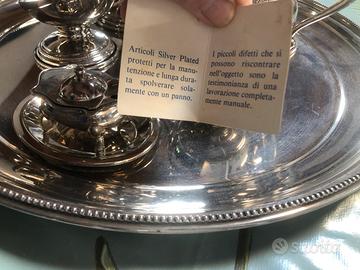 Articoli Silver Plated
protetti per la manu-
tenzione e lunga dura-
ta spolverare sola-
mente con un panno.
I piccoli difetti che si
possono riscontrare
nell'oggetto sono la
testimonianza di una
lavorazione completa-
mente manuale.
subito